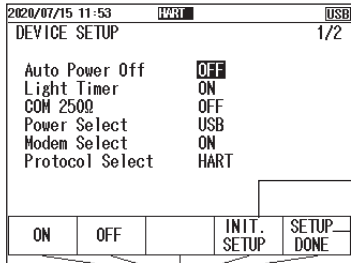 2020/07/15 11:53 HART USB
DEVICE SETUP 1/2
Auto Power Off OFF
Light Timer ON
COM 250Ω OFF
Power Select USB
Modem Select ON
Protocol Select HART
ON OFF INIT. SETUP SETUP DONE